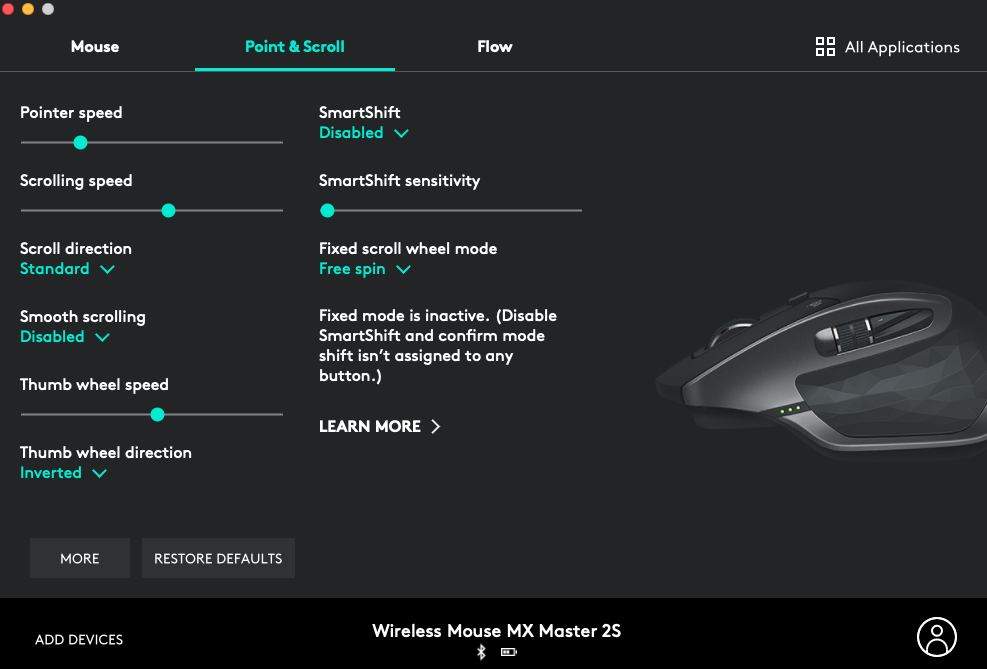 Mouse
Point & Scroll
Flow
All Applications
Pointer speed
Scrolling speed
Scroll direction
Standard
Smooth scrolling
Disabled
Thumb wheel speed
Thumb wheel direction
Inverted
SmartShift
Disabled
SmartShift sensitivity
Fixed scroll wheel mode
Free spin
Fixed mode is inactive. (Disable
SmartShift and confirm mode
shift isn’t assigned to any
button.)
LEARN MORE
MORE
RESTORE DEFAULTS
ADD DEVICES
Wireless Mouse MX Master 2S